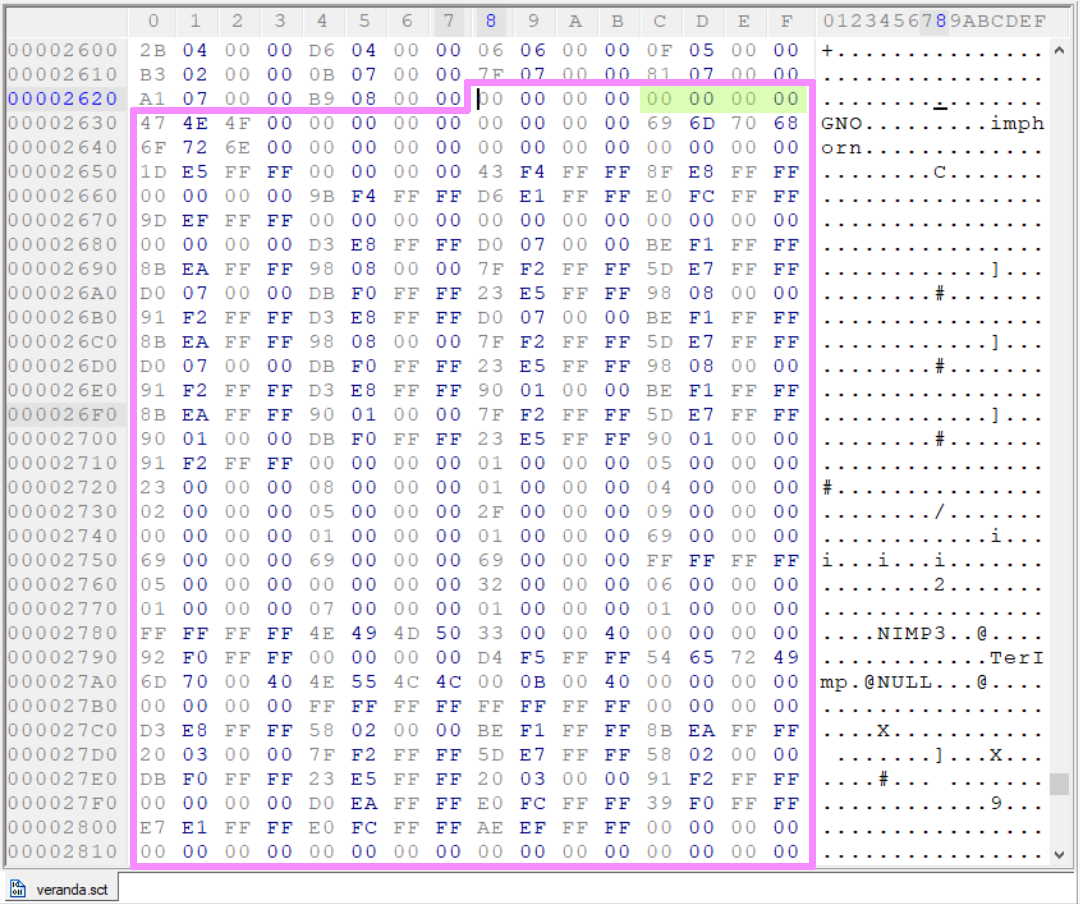 0 1 2 3 4 5 6 7 8 9 A B C D E F 0123456789ABCDEF
00002600 2B 04 00 00 D6 04 00 00 06 06 00 00 0F 05 00 00 +...............
00002610 B3 02 00 00 0B 07 00 00 7F 07 00 00 81 07 00 00 ................
00002620 A1 07 00 00 B9 08 00 00 00 00 00 00 00 00 00 00 ................
00002630 47 4E 4F 00 00 00 00 00 00 00 00 00 69 6D 70 68 GNO.........imph
00002640 6F 72 6E 00 00 00 00 00 00 00 00 00 00 00 00 00 orn.............
00002650 1D E5 FF FF 00 00 00 00 43 F4 FF FF 8F E8 FF FF ........C.......
00002660 00 00 00 00 9B F4 FF FF D6 E1 FF FF E0 FC FF FF ................
00002670 9D EF FF FF 00 00 00 00 00 00 00 00 00 00 00 00 ................
00002680 00 00 00 00 D3 E8 FF FF D0 07 00 00 BE F1 FF FF ................
00002690 8B EA FF FF 98 08 00 00 7F F2 FF FF 5D E7 FF FF ............]...
000026A0 D0 07 00 00 DB F0 FF FF 23 E5 FF FF 98 08 00 00 ........#.......
000026B0 91 F2 FF FF D3 E8 FF FF D0 07 00 00 BE F1 FF FF ................
000026C0 8B EA FF FF 98 08 00 00 7F F2 FF FF 5D E7 FF FF ............]...
000026D0 D0 07 00 00 DB F0 FF FF 23 E5 FF FF 98 08 00 00 ........#.......
000026E0 91 F2 FF FF D3 E8 FF FF 90 01 00 00 BE F1 FF FF ................
000026F0 8B EA FF FF 90 01 00 00 7F F2 FF FF 5D E7 FF FF ............]...
00002700 90 01 00 00 DB F0 FF FF 23 E5 FF FF 90 01 00 00 ........#.......
00002710 91 F2 FF FF 00 00 00 00 01 00 00 00 05 00 00 00 ................
00002720 23 00 00 00 08 00 00 00 01 00 00 00 04 00 00 00 #...............
00002730 02 00 00 00 05 00 00 00 2F 00 00 00 09 00 00 00 ......../.......
00002740 00 00 00 00 01 00 00 00 01 00 00 00 69 00 00 00 ............i...
00002750 69 00 00 00 69 00 00 00 69 00 00 00 FF FF FF FF i...i...i.......
00002760 05 00 00 00 00 00 00 00 32 00 00 00 06 00 00 00 ........2.......
00002770 01 00 00 00 07 00 00 00 01 00 00 00 01 00 00 00 ................
00002780 FF FF FF FF 4E 49 4D 50 33 00 00 40 00 00 00 00 ....NIMP3..@....
00002790 92 F0 FF FF 00 00 00 00 D4 F5 FF FF 54 65 72 49 ............TerI
000027A0 6D 70 00 40 4E 55 4C 4C 00 0B 00 40 00 00 00 00 mp.@NULL...@....
000027B0 00 00 00 00 FF FF FF FF FF FF FF FF 00 00 00 00 ................
000027C0 D3 E8 FF FF 58 02 00 00 BE F1 FF FF 8B EA FF FF ....X...........
000027D0 20 03 00 00 7F F2 FF FF 5D E7 FF FF 58 02 00 00  .......]...X...
000027E0 DB F0 FF FF 23 E5 FF FF 20 03 00 00 91 F2 FF FF ....#... .......
000027F0 00 00 00 00 D0 EA FF FF E0 FC FF FF 39 F0 FF FF ............9...
00002800 E7 E1 FF FF E0 FC FF FF AE EF FF FF 00 00 00 00 ................
00002810 00 00 00 00 00 00 00 00 00 00 00 00 00 00 00 00 ................
veranda.sct